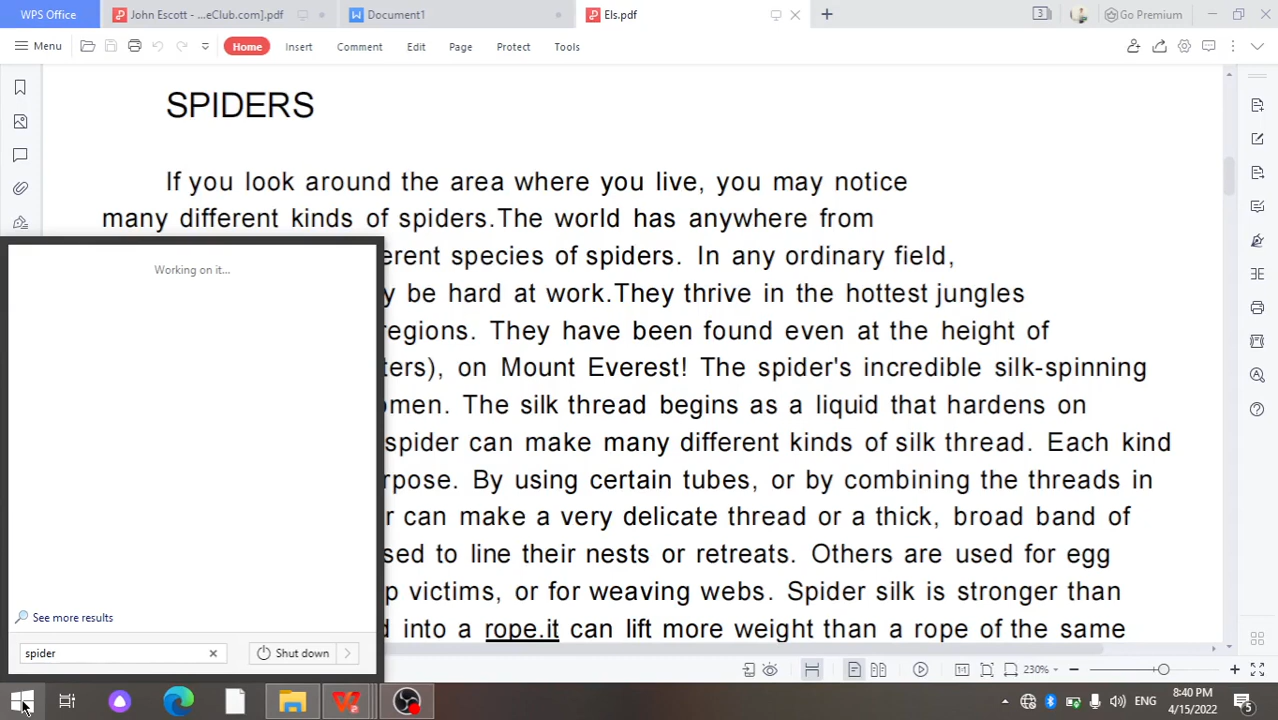 WPS Office
John Escott - ...eClub.com].pdf
Document1
Els.pdf
3
Go Premium
Menu
Home
Insert
Comment
Edit
Page
Protect
Tools
SPIDERS
If you look around the area where you live, you may notice
many different kinds of spiders.The world has anywhere from
erent species of spiders. In any ordinary field,
y be hard at work.They thrive in the hottest jungles
regions. They have been found even at the height of
ters), on Mount Everest! The spider's incredible silk-spinning
omen. The silk thread begins as a liquid that hardens on
spider can make many different kinds of silk thread. Each kind
rpose. By using certain tubes, or by combining the threads in
r can make a very delicate thread or a thick, broad band of
sed to line their nests or retreats. Others are used for egg
p victims, or for weaving webs. Spider silk is stronger than
d into a rope.it can lift more weight than a rope of the same
Working on it...
See more results
spider
Shut down
230%
ENG
8:40 PM
4/15/2022
5